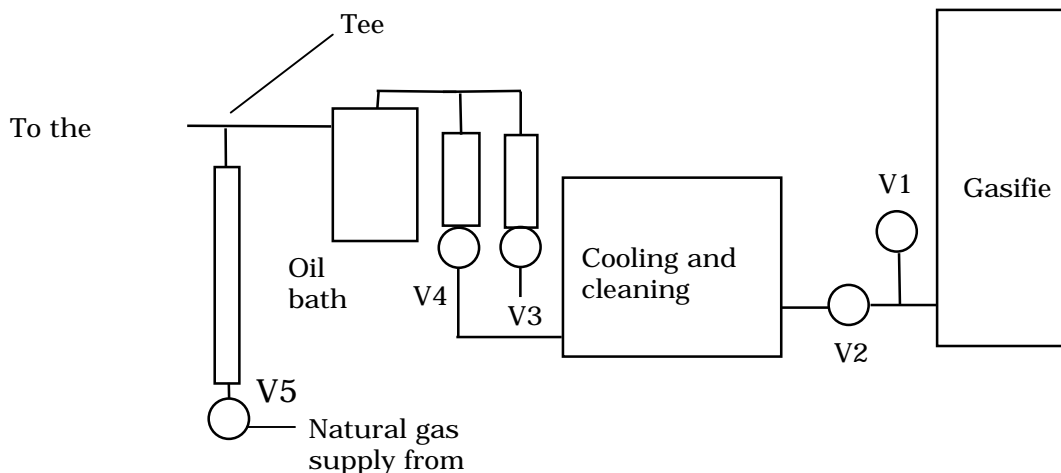 Tee
To the
V1
Gasifie
Oil
bath
V4
V3
Cooling and
cleaning
V2
V5
Natural gas
supply from